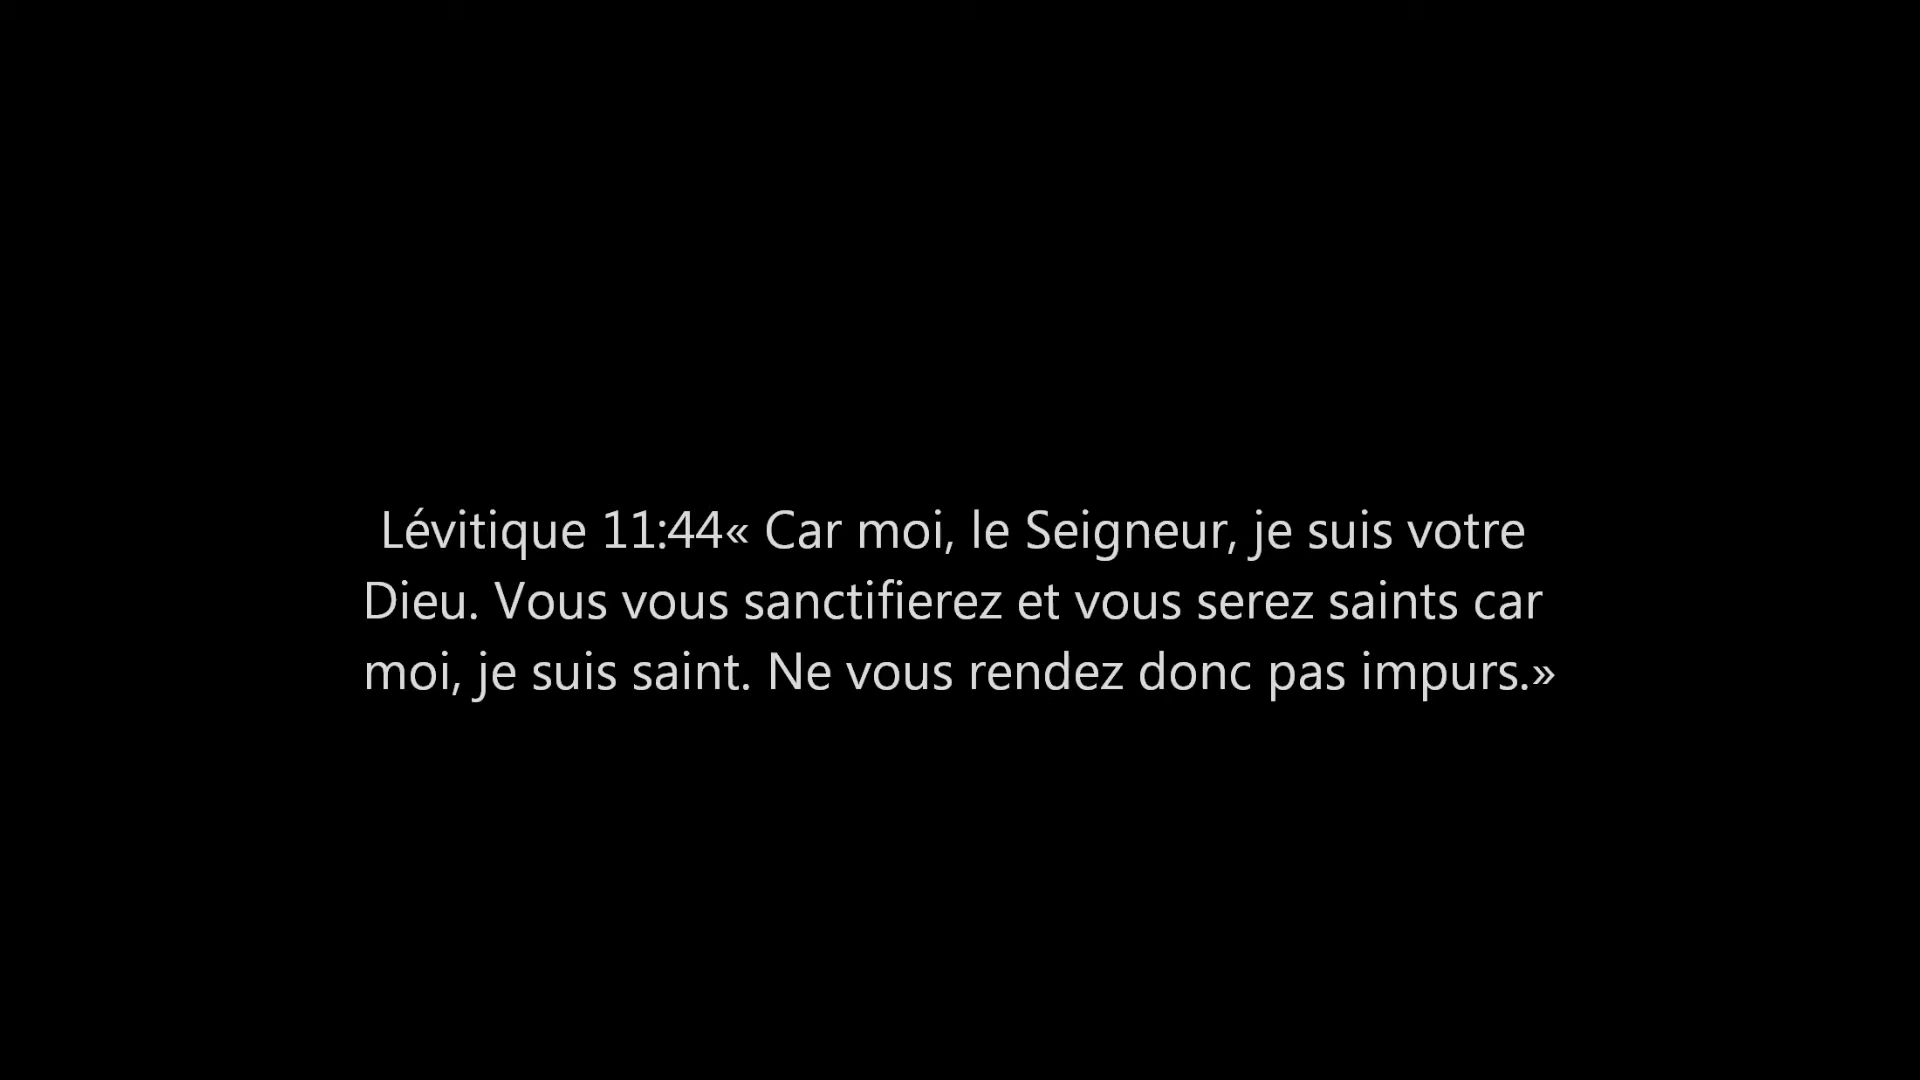 Lévitique 11:44« Car moi, le Seigneur, je suis votre
Dieu. Vous vous sanctifierez et vous serez saints car
moi, je suis saint. Ne vous rendez donc pas impurs.»